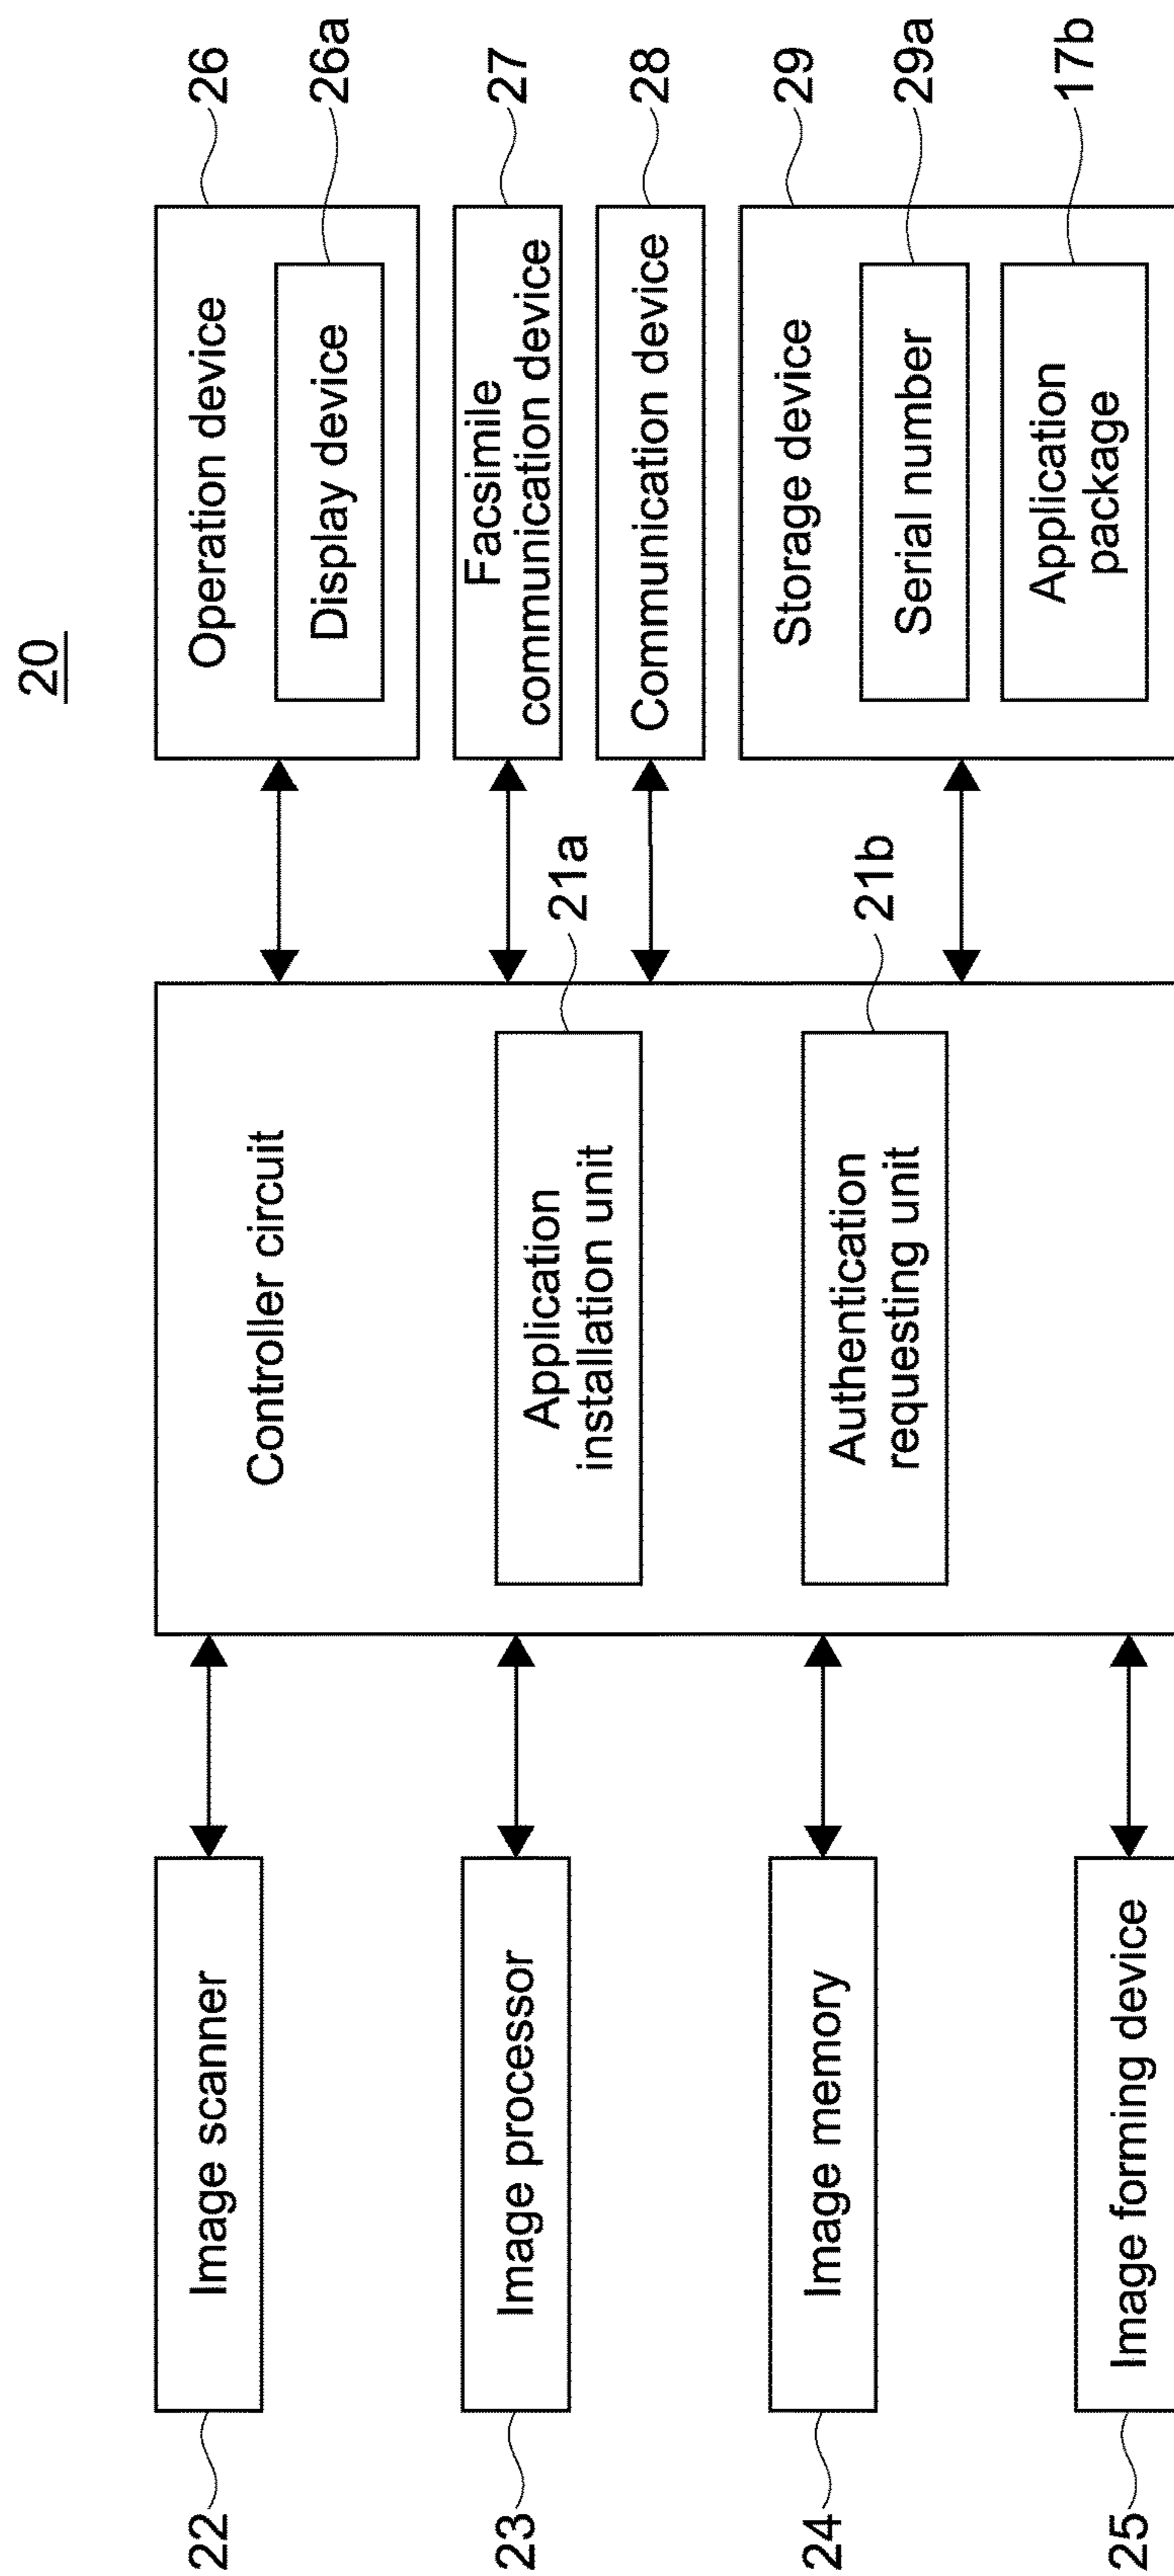 20
22
Image scanner
23
Image processor
24
Image memory
25
Image forming device
Controller circuit
Application
installation unit
21a
Authentication
requesting unit
21b
Operation device
26
Display device
26a
Facsimile
communication device
27
Communication device
28
Storage device
29
Serial number
29a
Application
package
17b